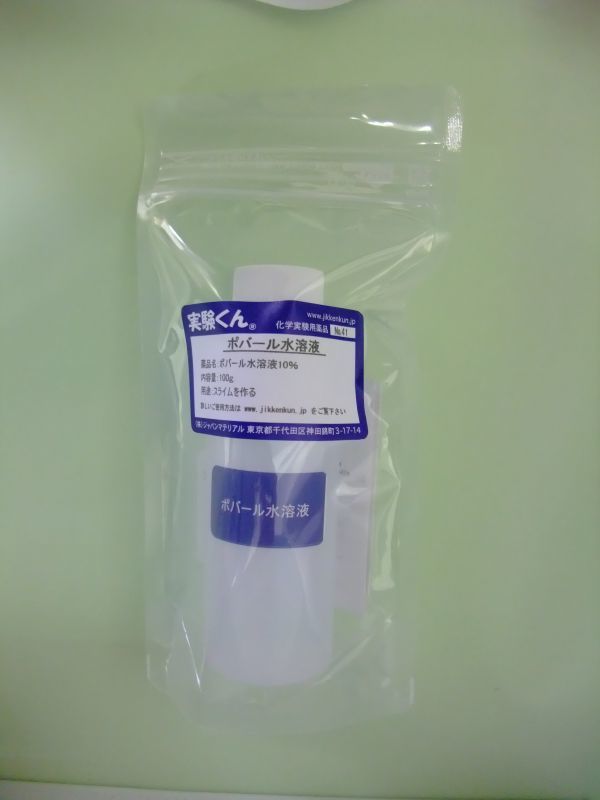 実験くん®
www.jikkenkun.jp
化学実験用薬品 No.41
ポバール水溶液
薬品名:ポバール水溶液10%
内容量:100g
用途:スライムを作る
詳しいご使用方法は www.jikkenkun.jp をご覧下さい
(株)ジャパンマテリアル 東京都千代田区神田錦町3-17-14
ポバール水溶液